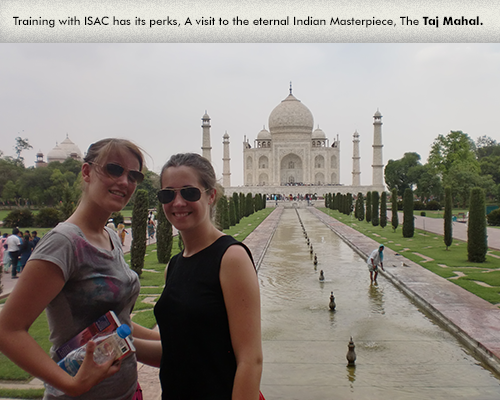 Training with ISAC has its perks, A visit to the eternal Indian Masterpiece, The Taj Mahal.